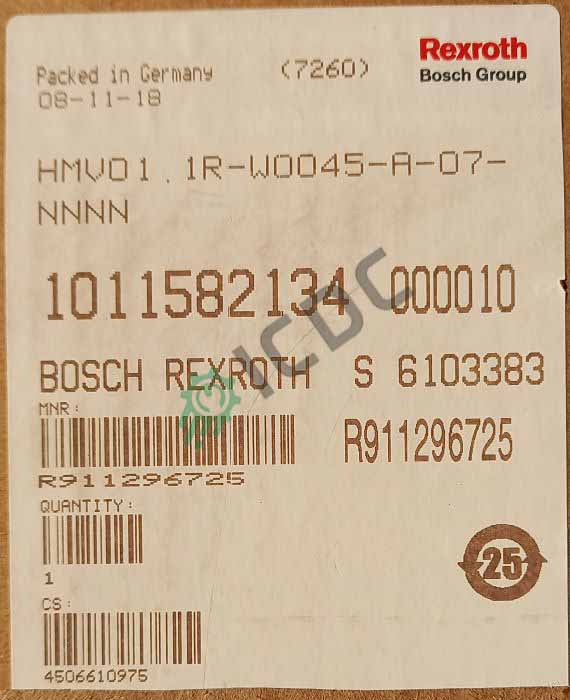 Rexroth
Bosch Group
Packed in Germany (7260)
08-11-18
HMV01.1R-W0045-A-07-
NNNN
1011582134 000010
BOSCH REXROTH S 6103383
MNR:
R911296725
R911296725
QUANTITY:
1
25
CS:
4506610975
ICDC